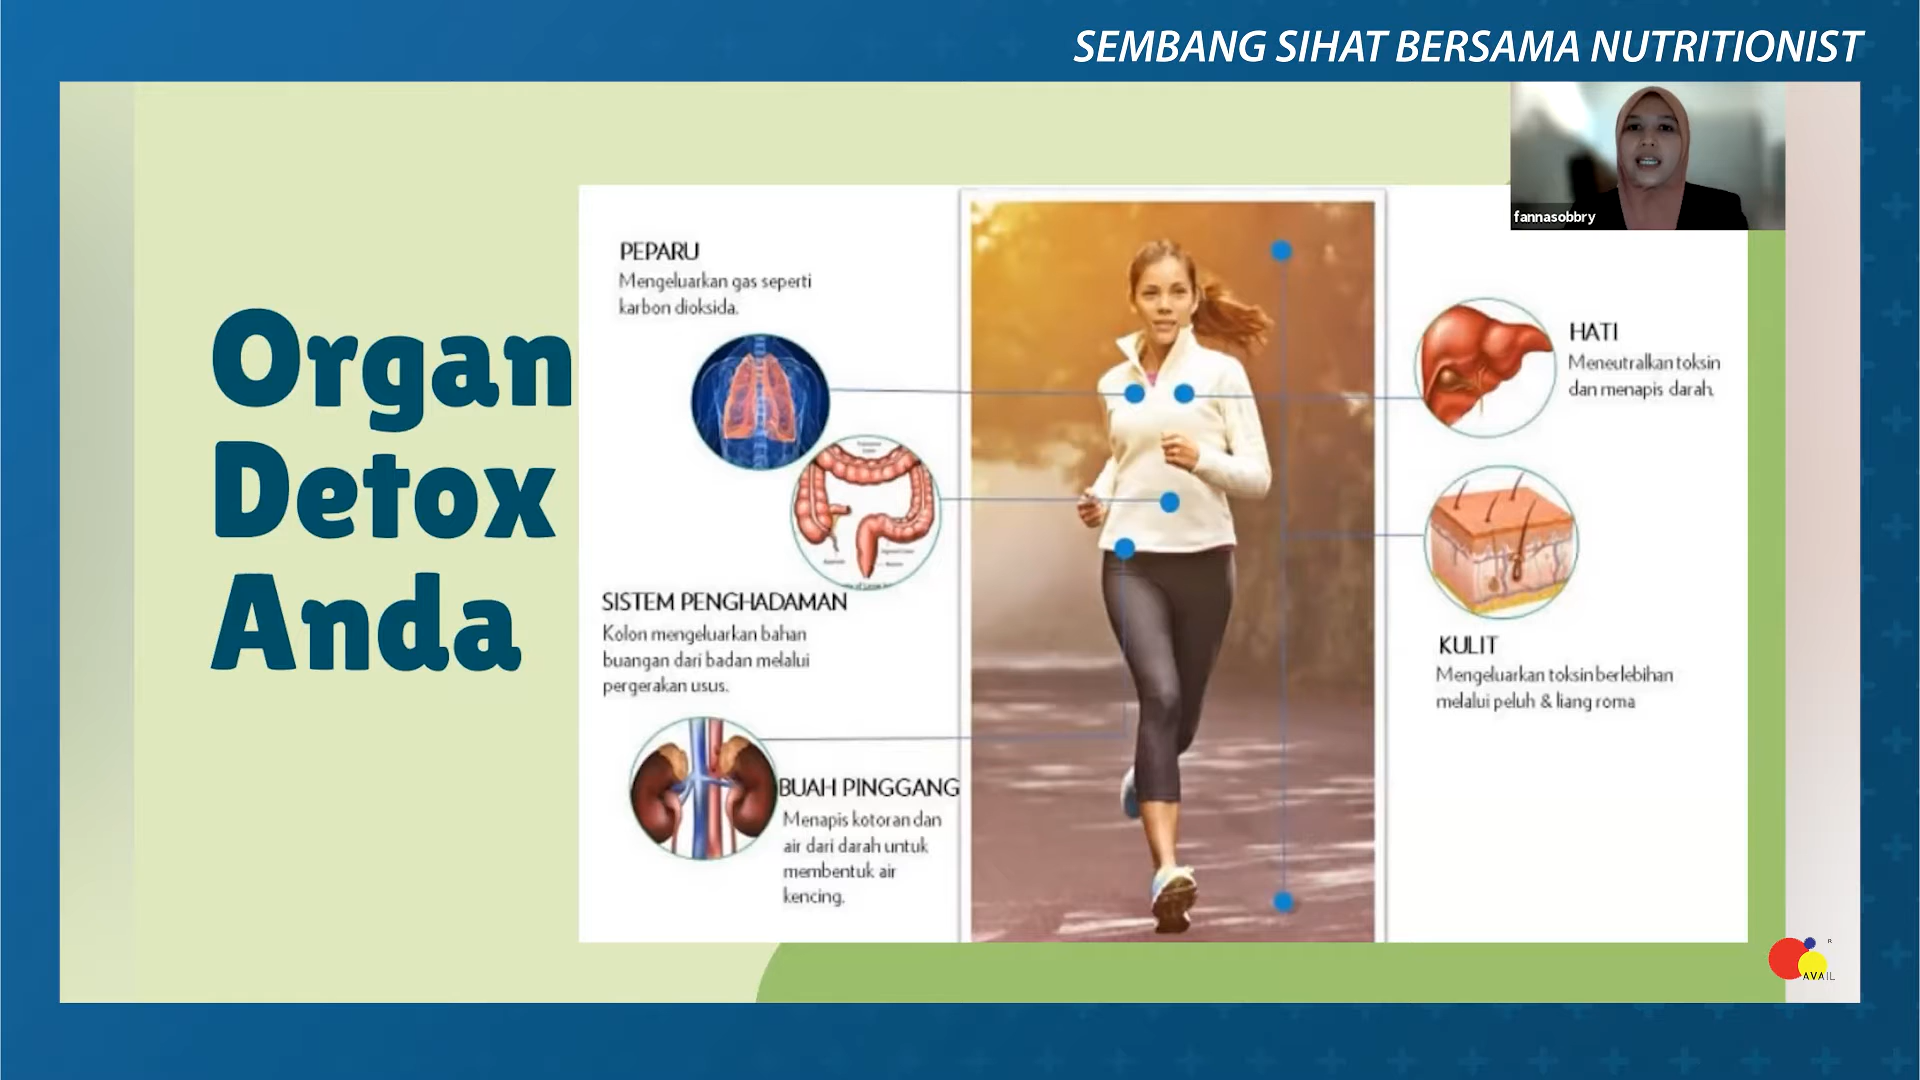 SEMBANG SIHAT BERSAMA NUTRITIONIST
fannasobbry
Organ
Detox
Anda
PEPARU
Mengeluarkan gas seperti
karbon dioksida.
SISTEM PENGHADAMAN
Kolon mengeluarkan bahan
buangan dari badan melalui
pergerakan usus.
BUAH PINGGANG
Menapis kotoran dan
air dari darah untuk
membentuk air
kencing.
HATI
Meneutralkan toksin
dan menapis darah.
KULIT
Mengeluarkan toksin berlebihan
melalui peluh & liang roma
R
AVAIL